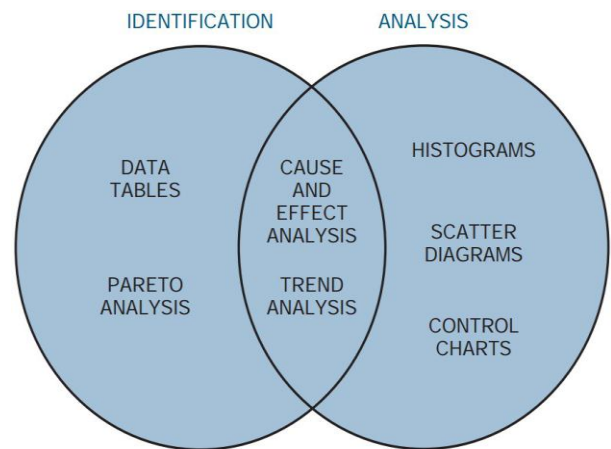 IDENTIFICATION
ANALYSIS
DATA
TABLES
PARETO
ANALYSIS
CAUSE
AND
EFFECT
ANALYSIS
TREND
ANALYSIS
HISTOGRAMS
SCATTER
DIAGRAMS
CONTROL
CHARTS